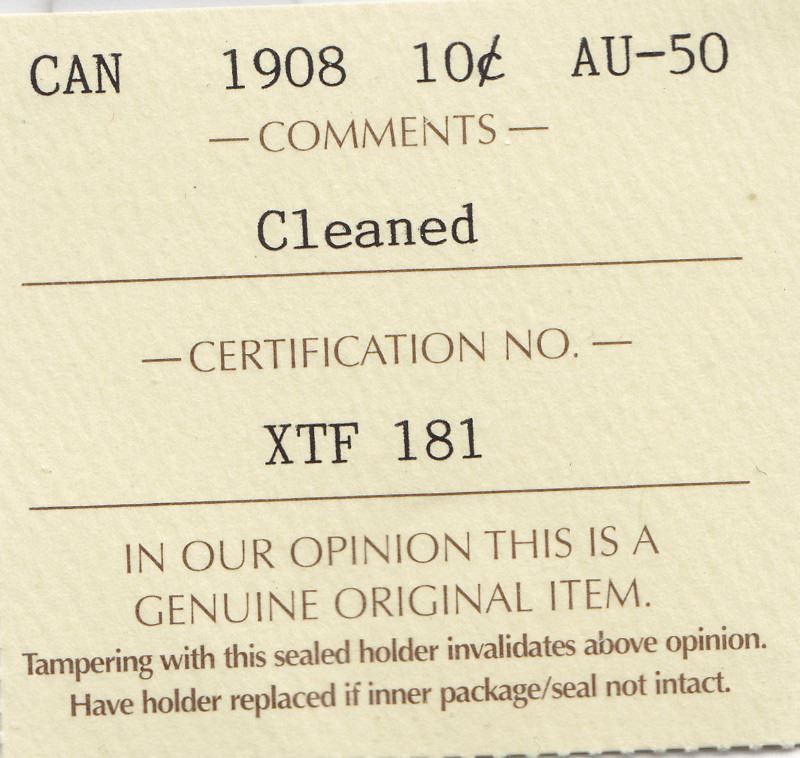 CAN 1908 10¢ AU-50
— COMMENTS —
Cleaned
— CERTIFICATION NO. —
XTF 181
IN OUR OPINION THIS IS A
GENUINE ORIGINAL ITEM.
Tampering with this sealed holder invalidates above opinion.
Have holder replaced if inner package/seal not intact.